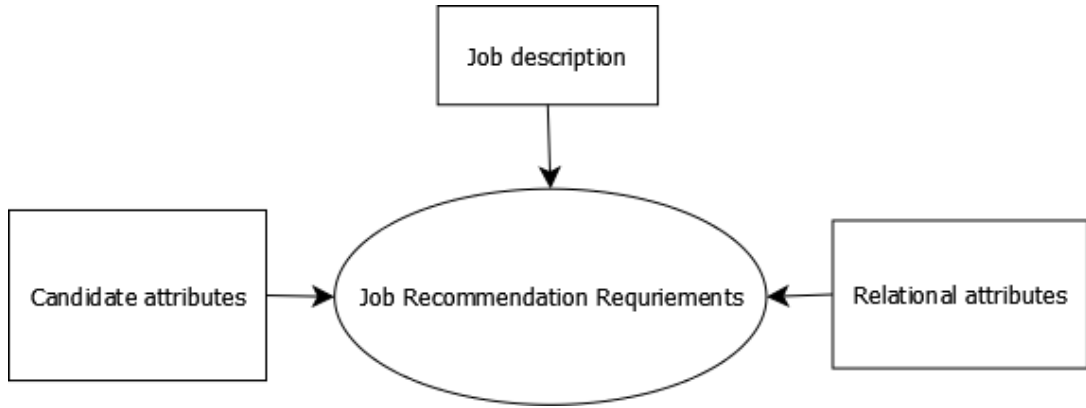 Job description
Candidate attributes
Job Recommendation Requriements
Relational attributes